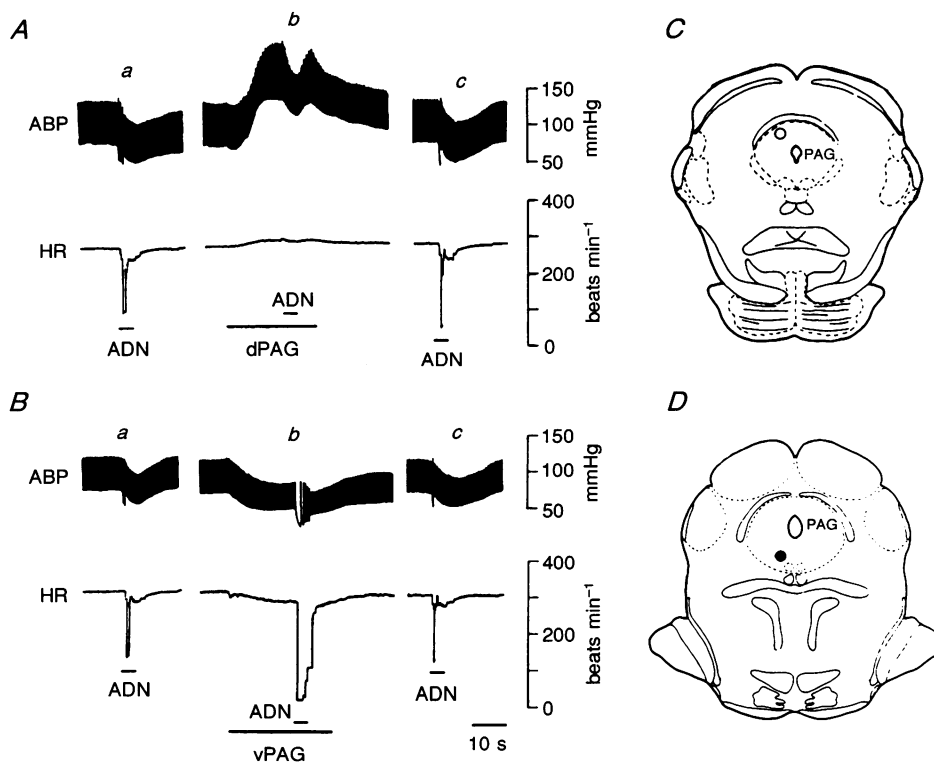 A
a
b
c
ABP
150
100
50
mmHg
HR
400
200
0
beats min⁻¹
ADN
ADN
dPAG
ADN
C
PAG
B
a
b
c
ABP
150
100
50
mmHg
HR
400
200
0
beats min⁻¹
ADN
ADN
vPAG
ADN
10 s
D
PAG